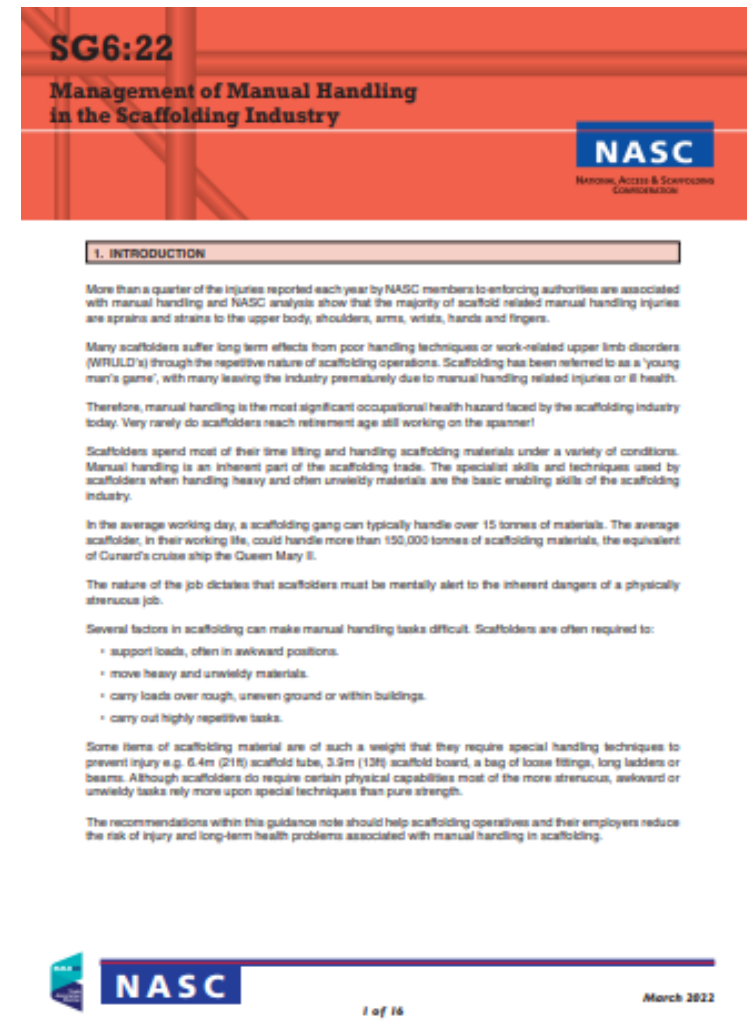 SG6:22
Management of Manual Handling
in the Scaffolding Industry
NASC
National Access & Scaffolding
Confederation
1. INTRODUCTION
More than a quarter of the injuries reported each year by NASC members to enforcing authorities are associated
with manual handling and NASC analysis show that the majority of scaffold related manual handling injuries
are sprains and strains to the upper body, shoulders, arms, wrists, hands and fingers.
Many scaffolders suffer long term effects from poor handling techniques or work-related upper limb disorders
(WRULD's) through the repetitive nature of scaffolding operations. Scaffolding has been referred to as a 'young
man's game', with many leaving the industry prematurely due to manual handling related injuries or ill health.
Therefore, manual handling is the most significant occupational health hazard faced by the scaffolding industry
today. Very rarely do scaffolders reach retirement age still working on the spanner!
Scaffolders spend most of their time lifting and handling scaffolding materials under a variety of conditions.
Manual handling is an inherent part of the scaffolding trade. The specialist skills and techniques used by
scaffolders when handling heavy and often unwieldy materials are the basic enabling skills of the scaffolding
industry.
In the average working day, a scaffolding gang can typically handle over 15 tonnes of materials. The average
scaffolder, in their working life, could handle more than 150,000 tonnes of scaffolding materials, the equivalent
of Cunard's cruise ship the Queen Mary II.
The nature of the job dictates that scaffolders must be mentally alert to the inherent dangers of a physically
strenuous job.
Several factors in scaffolding can make manual handling tasks difficult. Scaffolders are often required to:
• support loads, often in awkward positions.
• move heavy and unwieldy materials.
• carry loads over rough, uneven ground or within buildings.
• carry out highly repetitive tasks.
Some items of scaffolding material are of such a weight that they require special handling techniques to
prevent injury e.g. 6.4m (21ft) scaffold tube, 3.9m (13ft) scaffold board, a bag of loose fittings, long ladders or
beams. Although scaffolders do require certain physical capabilities most of the more strenuous, awkward or
unwieldy tasks rely more upon special techniques than pure strength.
The recommendations within this guidance note should help scaffolding operatives and their employers reduce
the risk of injury and long-term health problems associated with manual handling in scaffolding.
NASC
1 of 16
March 2022